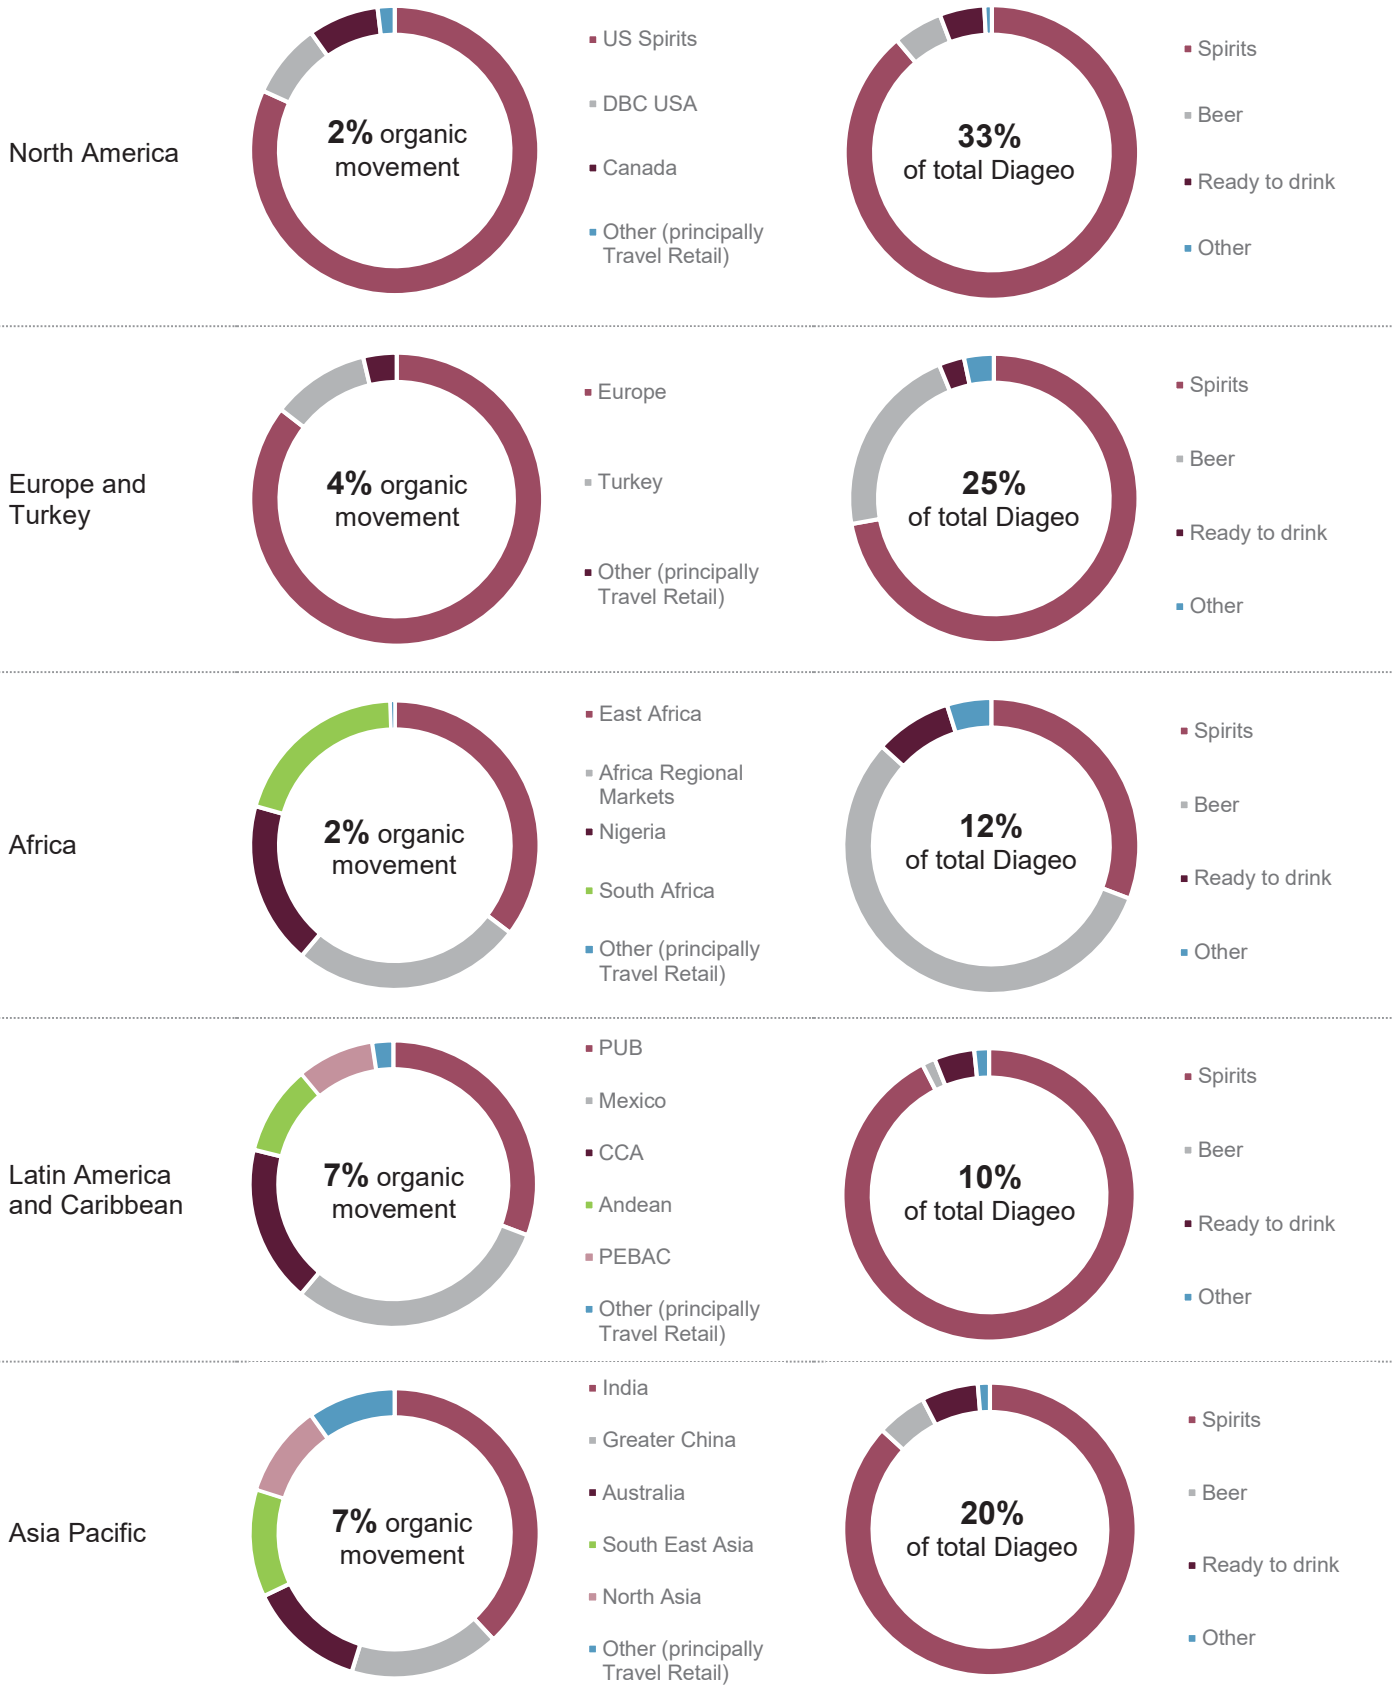 North America
2% organic
movement
US Spirits
DBC USA
Canada
Other (principally
Travel Retail)
33%
of total Diageo
Spirits
Beer
Ready to drink
Other
Europe and
Turkey
4% organic
movement
Europe
Turkey
Other (principally
Travel Retail)
25%
of total Diageo
Spirits
Beer
Ready to drink
Other
Africa
2% organic
movement
East Africa
Africa Regional
Markets
Nigeria
South Africa
Other (principally
Travel Retail)
12%
of total Diageo
Spirits
Beer
Ready to drink
Other
Latin America
and Caribbean
7% organic
movement
PUB
Mexico
CCA
Andean
PEBAC
Other (principally
Travel Retail)
10%
of total Diageo
Spirits
Beer
Ready to drink
Other
Asia Pacific
7% organic
movement
India
Greater China
Australia
South East Asia
North Asia
Other (principally
Travel Retail)
20%
of total Diageo
Spirits
Beer
Ready to drink
Other